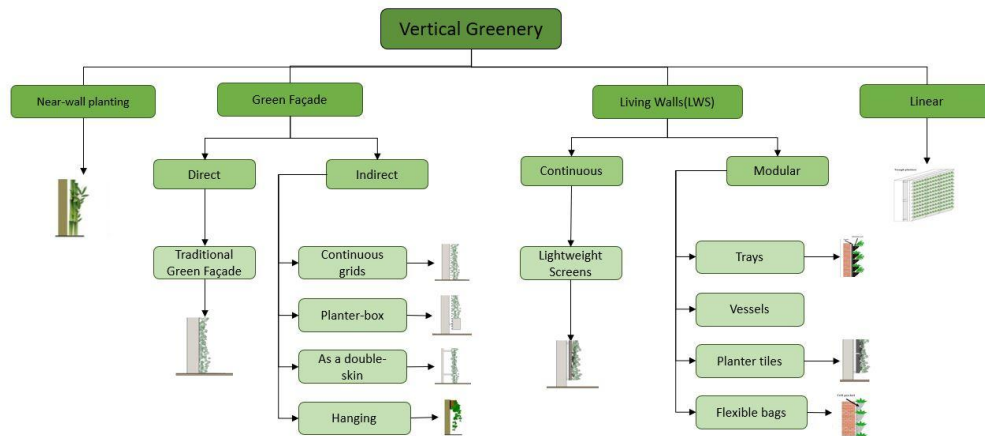 Vertical Greenery
Near-wall planting
Green Façade
Living Walls(LWS)
Linear
Direct
Indirect
Continuous
Modular
Traditional
Green Façade
Continuous
grids
Planter-box
As a double-
skin
Hanging
Lightweight
Screens
Trays
Vessels
Planter tiles
Flexible bags